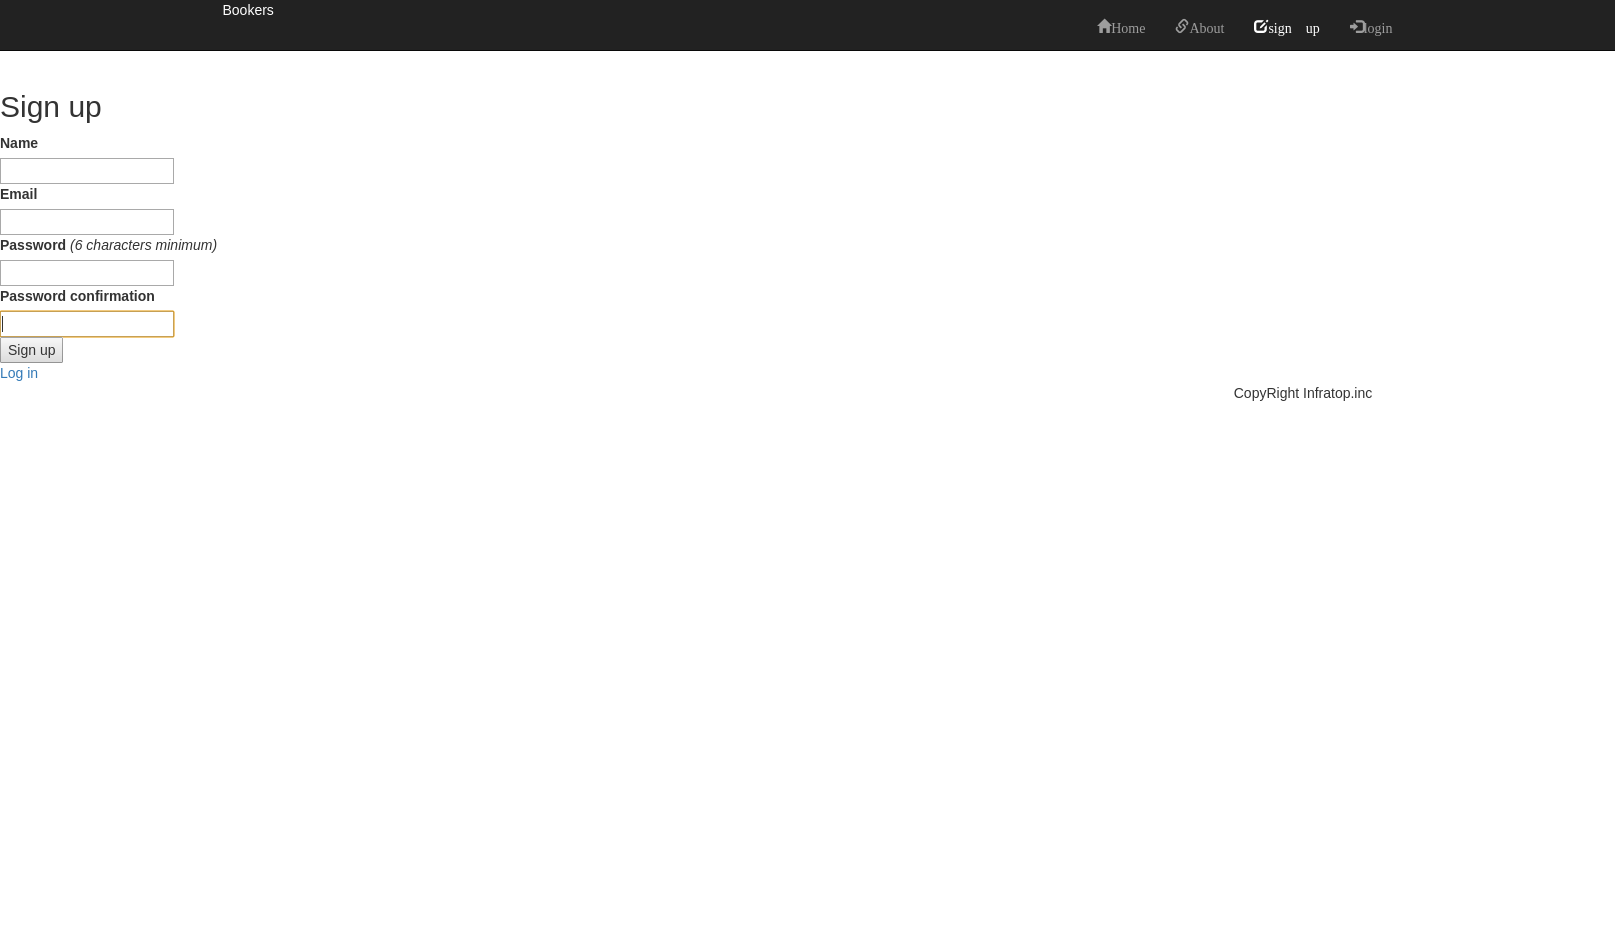 Bookers
Home About sign up login
Sign up
Name
Email
Password (6 characters minimum)
Password confirmation
Sign up
Log in
CopyRight Infratop.inc